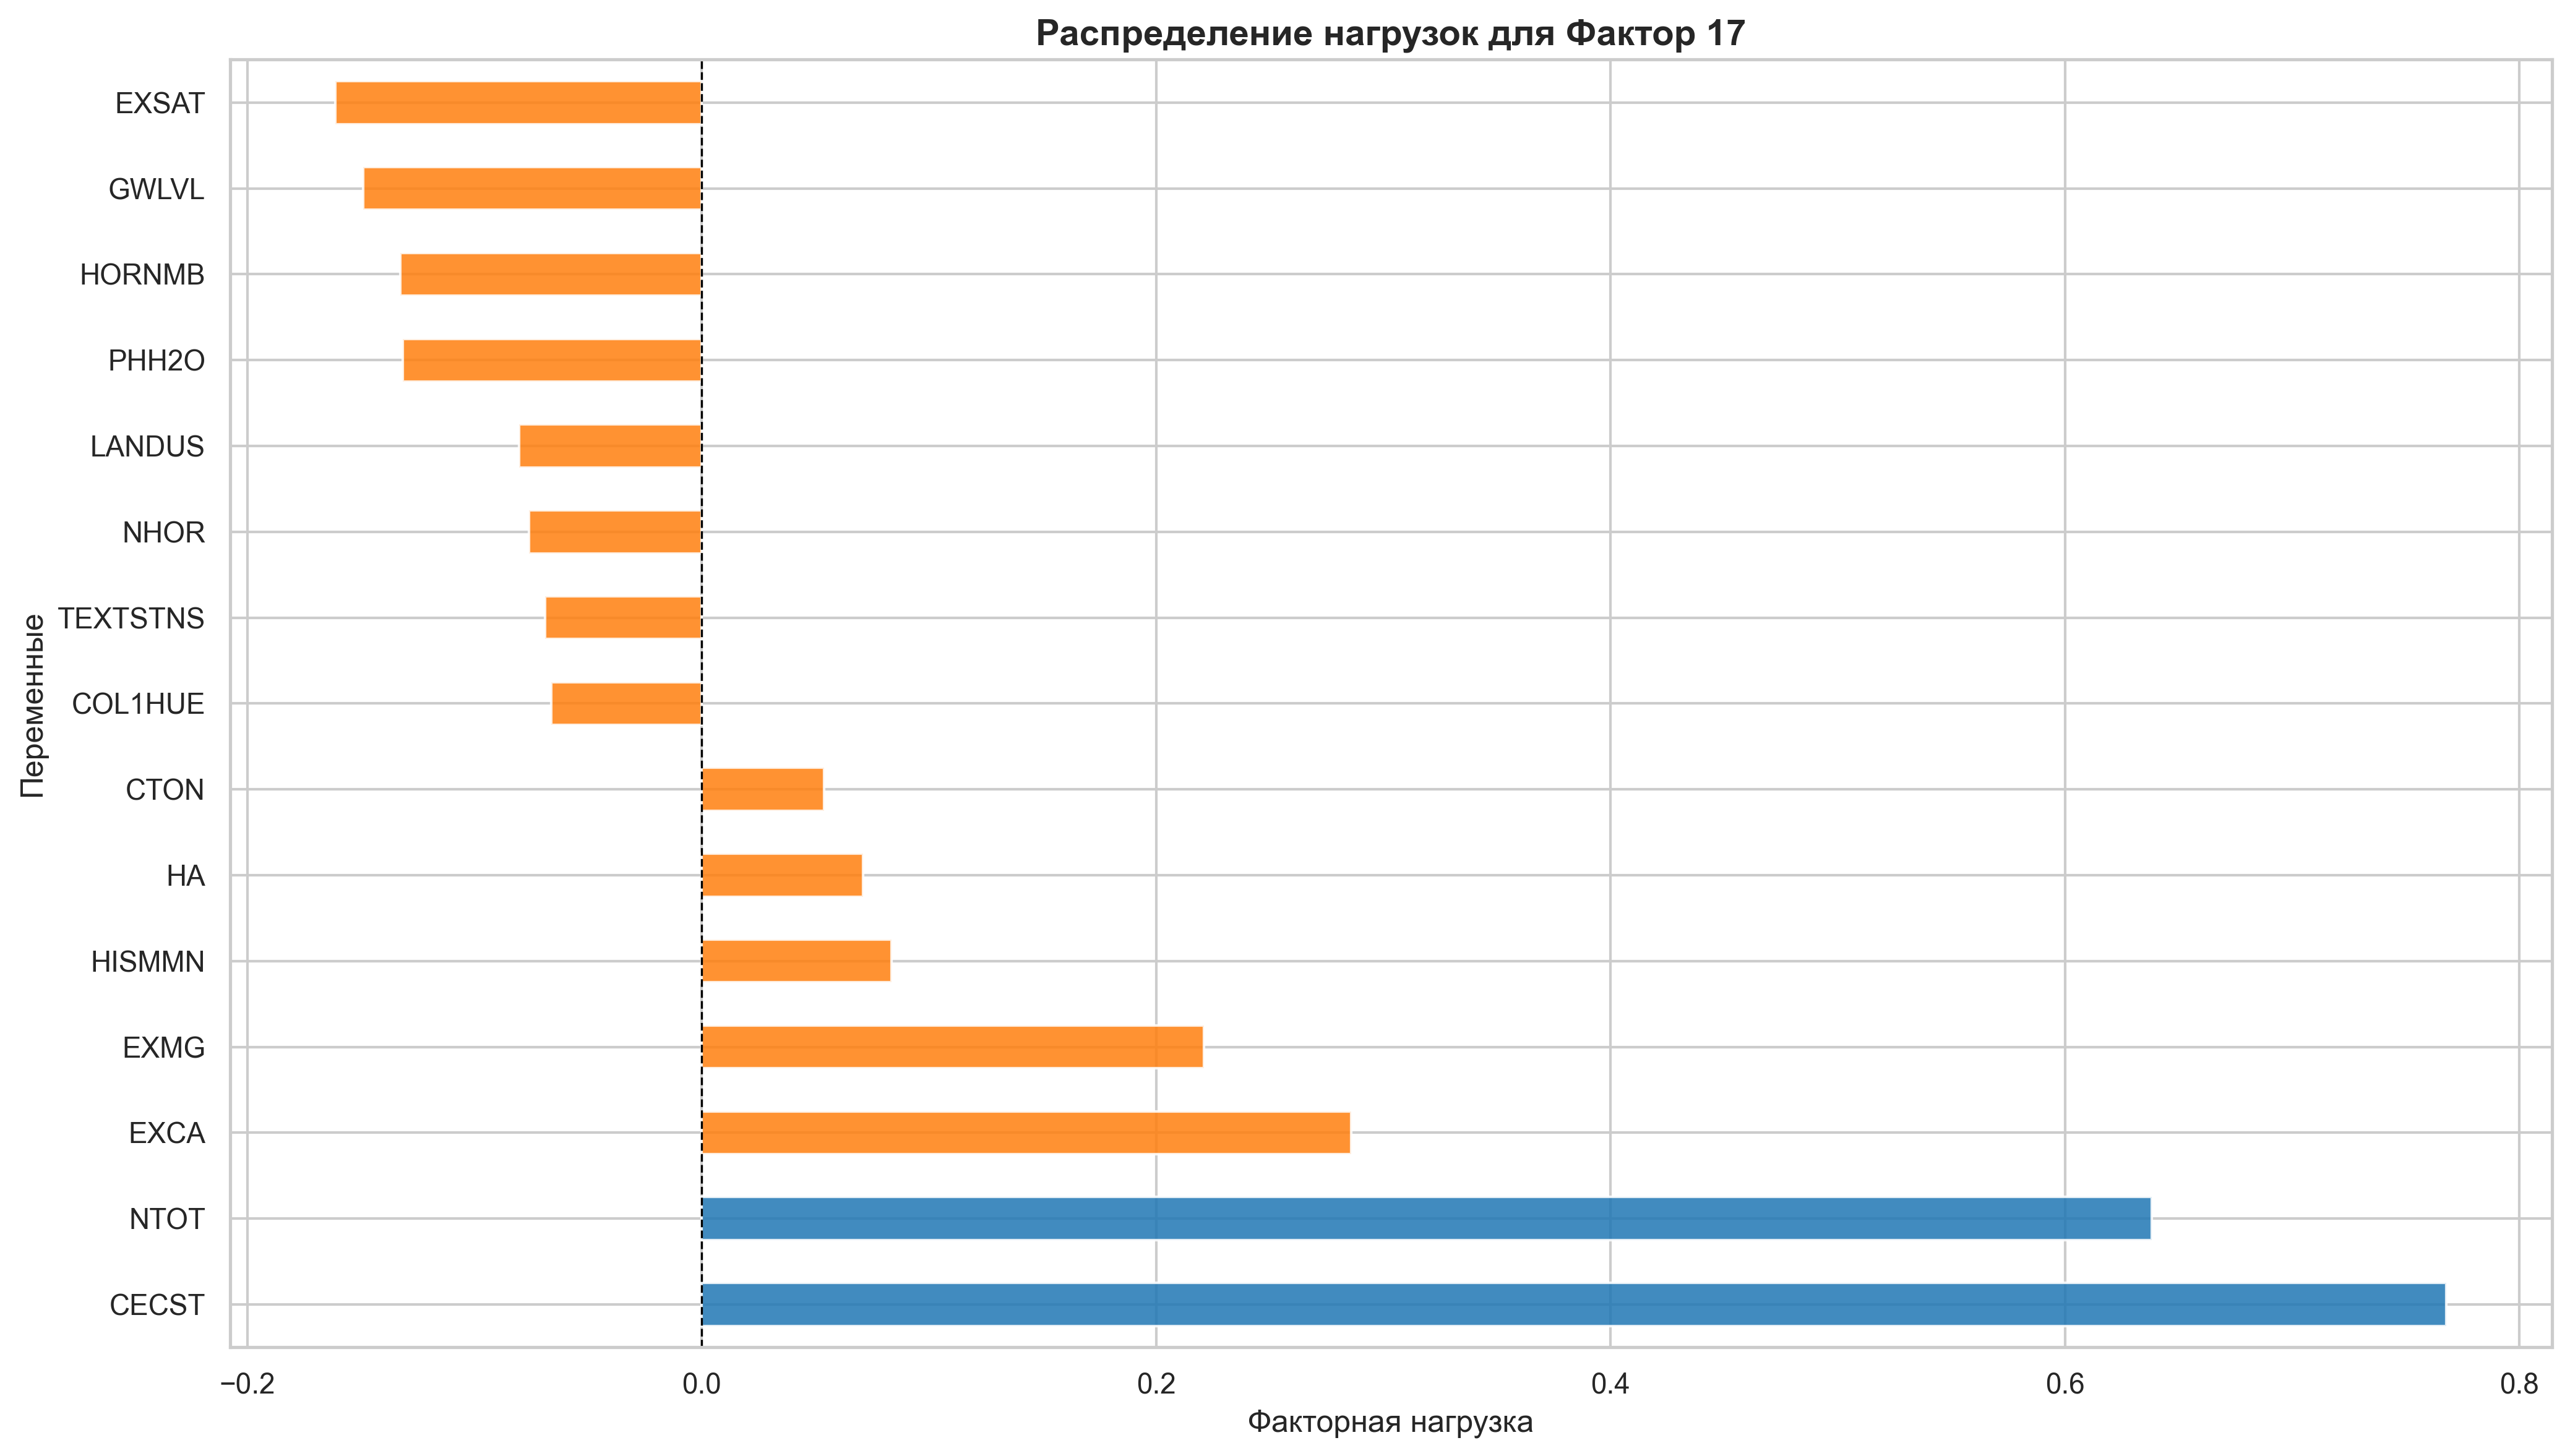 Распределение нагрузок для Фактор 17
EXSAT
GWLVL
HORNMB
PHH2O
LANDUS
NHOR
TEXTSTNS
COL1HUE
CTON
HA
HISMMN
EXMG
EXCA
NTOT
CECST
Переменные
−0.2 0.0 0.2 0.4 0.6 0.8
Факторная нагрузка